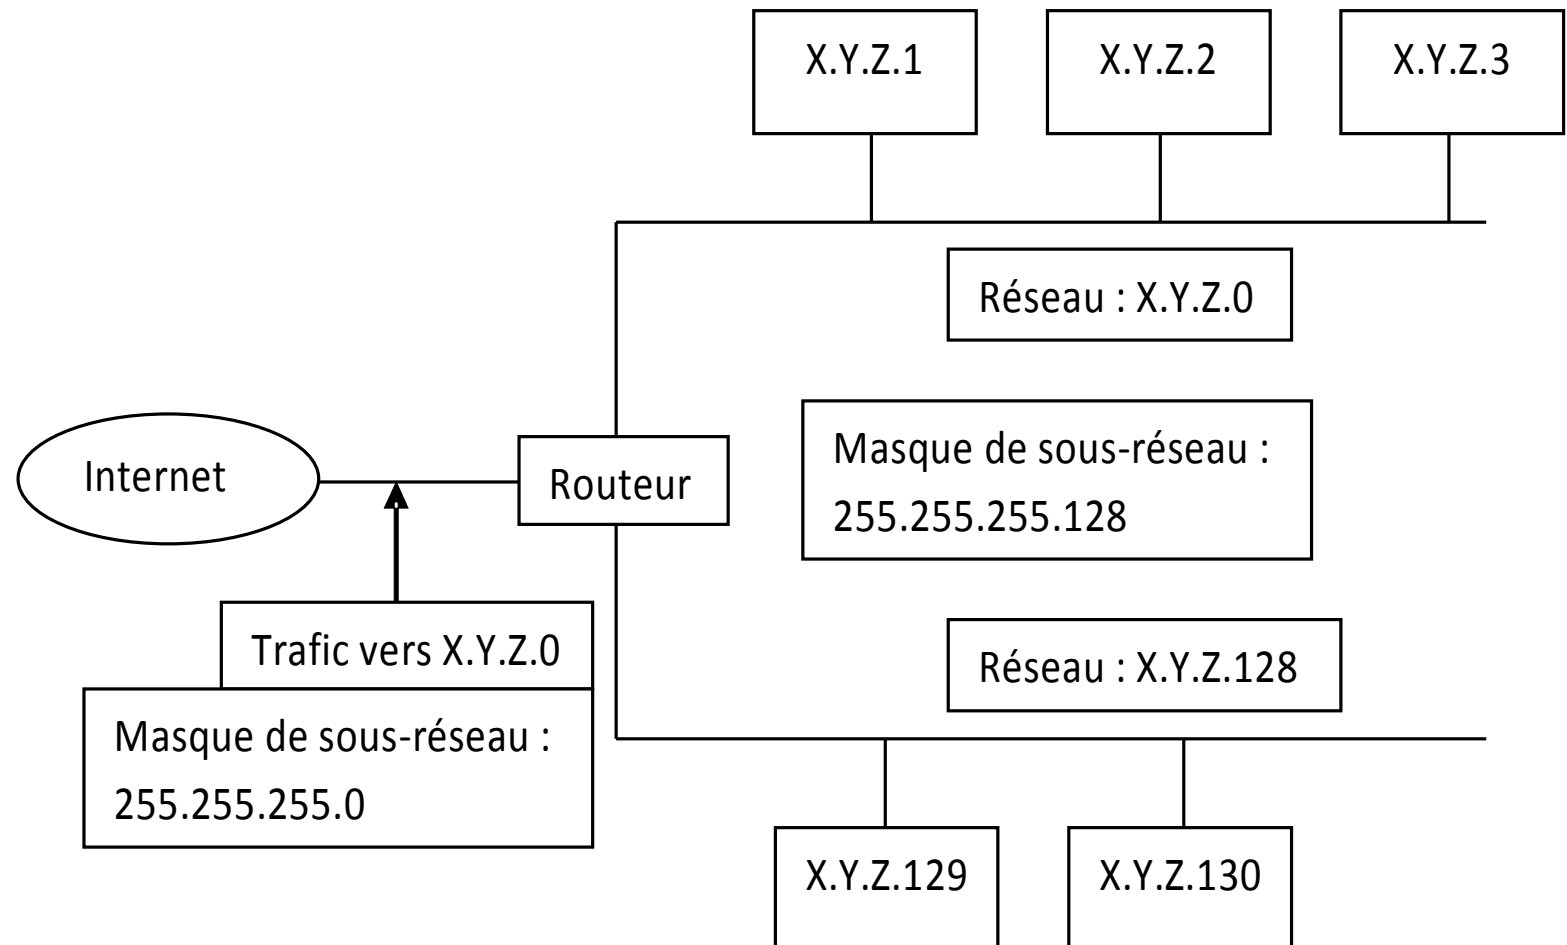 X.Y.Z.1
X.Y.Z.2
X.Y.Z.3
Réseau : X.Y.Z.0
Masque de sous-réseau :
255.255.255.128
Internet
Routeur
Trafic vers X.Y.Z.0
Masque de sous-réseau :
255.255.255.0
Réseau : X.Y.Z.128
X.Y.Z.129
X.Y.Z.130